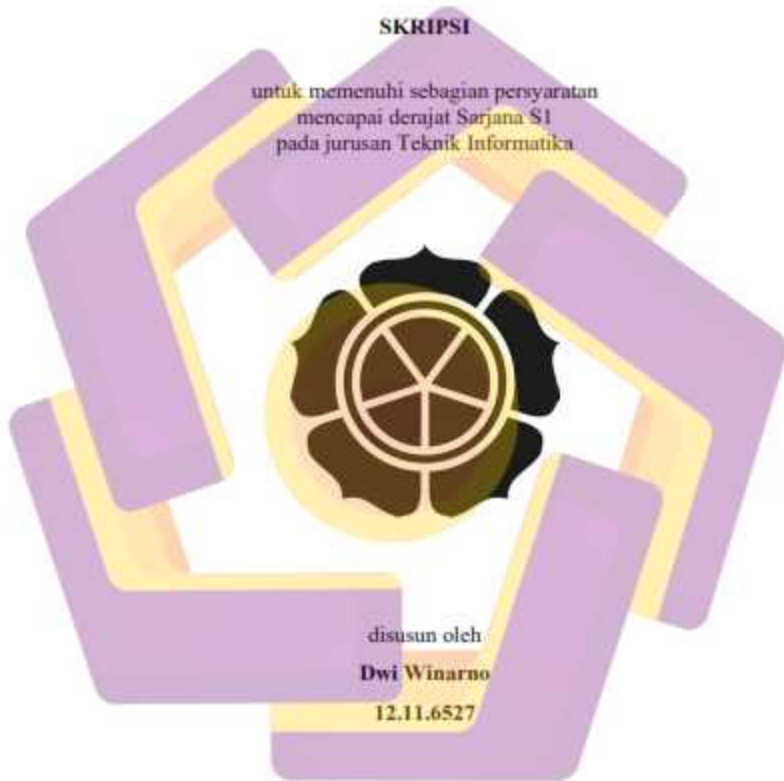 SKRIPSI
untuk memenuhi sebagian persyaratan
mencapai derajat Sarjana S1
pada jurusan Teknik Informatika
disusun oleh
Dwi Winarno
12.11.6527